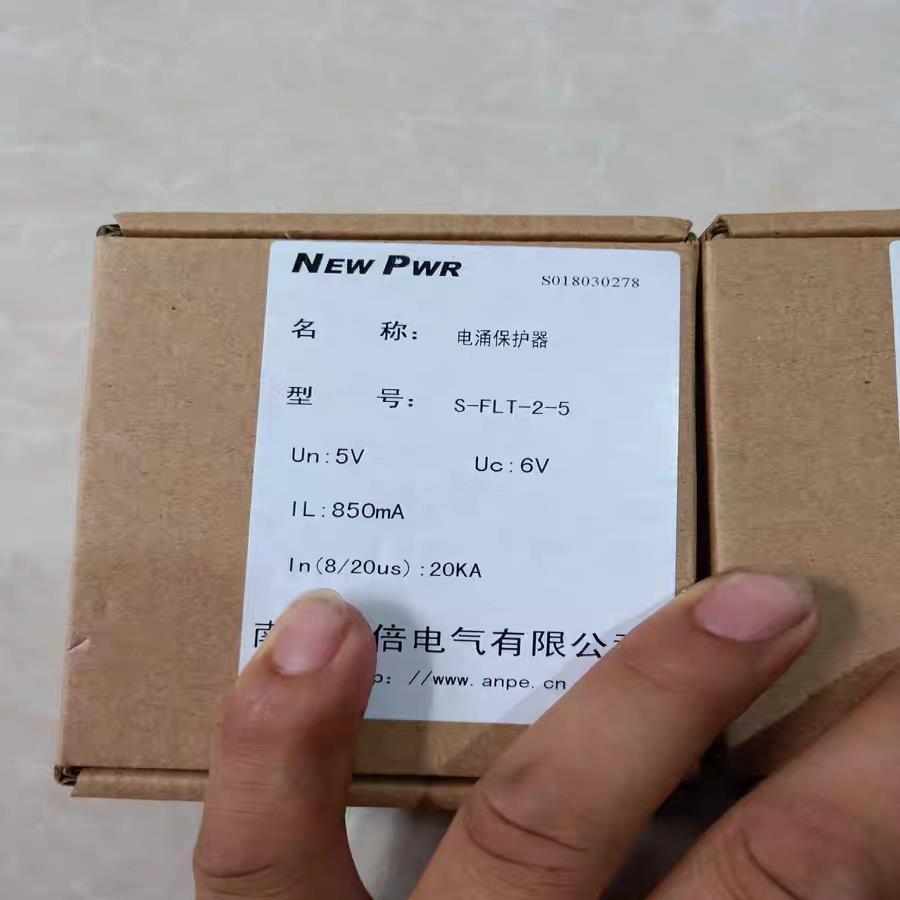 NEW PWR
S018030278
名 称: 电涌保护器
型 号: S-FLT-2-5
Un:5V Uc:6V
IL:850mA
In(8/20us):20KA
倍电气有限公
p: //www.anpe.cn